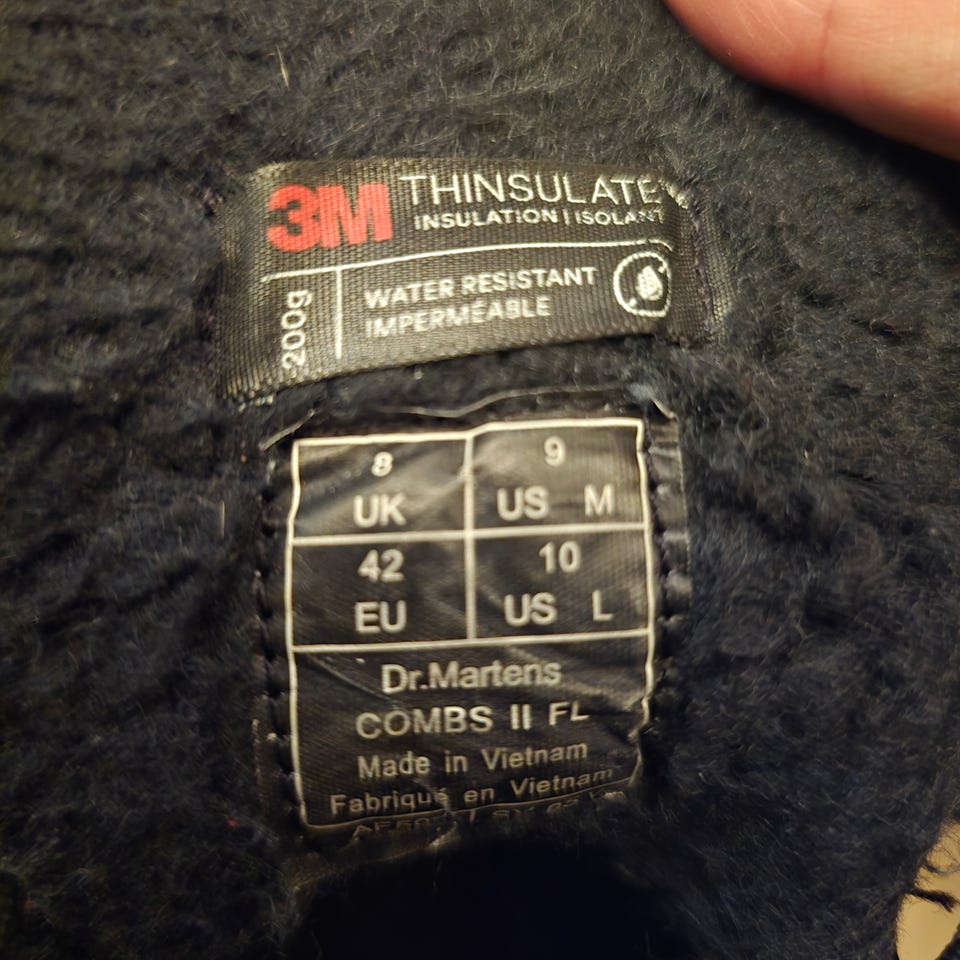 3M THINSULATE
INSULATION | ISOLANT
200g
WATER RESISTANT
IMPERMÉABLE
8
UK
9
US M
42
EU
10
US L
Dr.Martens
COMBS II FL
Made in Vietnam
Fabriqué en Vietnam